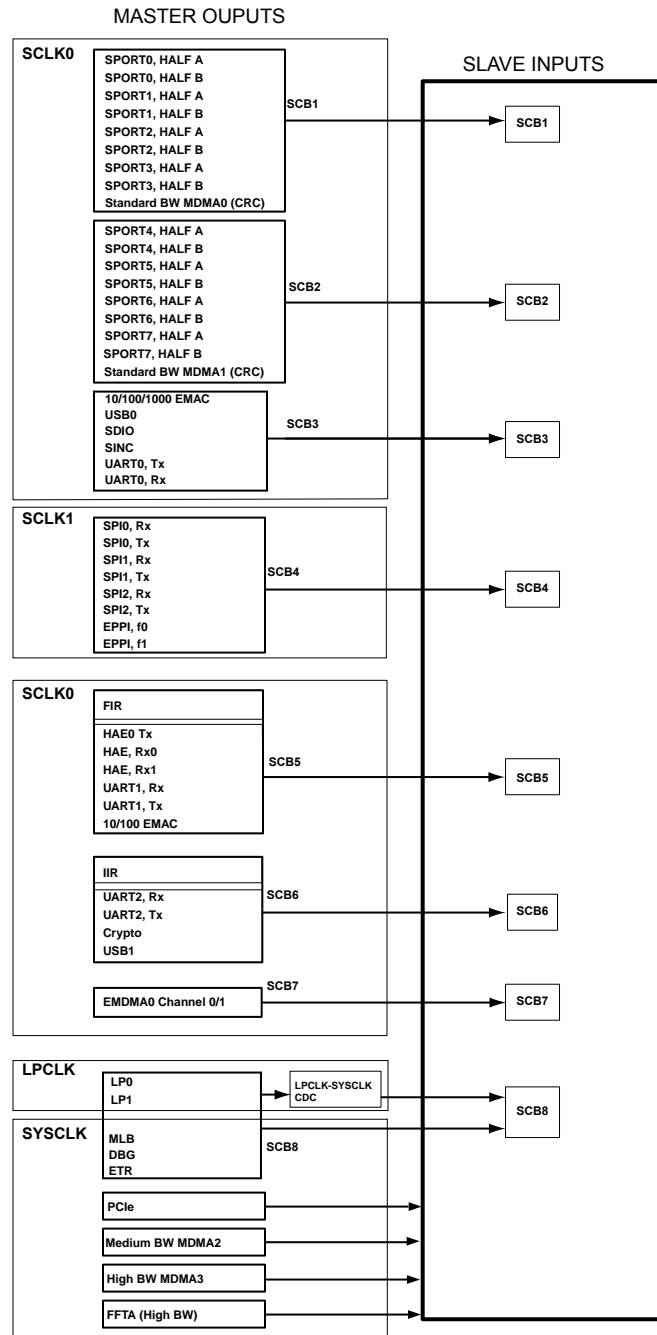 MASTER OUPUTS
SLAVE INPUTS
SCLK0
SPORT0, HALF A
SPORT0, HALF B
SPORT1, HALF A
SPORT1, HALF B
SPORT2, HALF A
SPORT2, HALF B
SPORT3, HALF A
SPORT3, HALF B
Standard BW MDMA0 (CRC)
SCB1
SCB1
SPORT4, HALF A
SPORT4, HALF B
SPORT5, HALF A
SPORT5, HALF B
SPORT6, HALF A
SPORT6, HALF B
SPORT7, HALF A
SPORT7, HALF B
Standard BW MDMA1 (CRC)
SCB2
SCB2
10/100/1000 EMAC
USB0
SDIO
SINC
UART0, Tx
UART0, Rx
SCB3
SCB3
SCLK1
SPI0, Rx
SPI0, Tx
SPI1, Rx
SPI1, Tx
SPI2, Rx
SPI2, Tx
EPPI, f0
EPPI, f1
SCB4
SCB4
SCLK0
FIR
HAE0 Tx
HAE, Rx0
HAE, Rx1
UART1, Rx
UART1, Tx
10/100 EMAC
SCB5
SCB5
IIR
UART2, Rx
UART2, Tx
Crypto
USB1
SCB6
SCB6
EMDMA0 Channel 0/1
SCB7
SCB7
LPCLK
LP0
LP1
LPCLK-SYSCLK
CDC
SCB8
SYSCLK
MLB
DBG
ETR
SCB8
PCIe
Medium BW MDMA2
High BW MDMA3
FFTA (High BW)